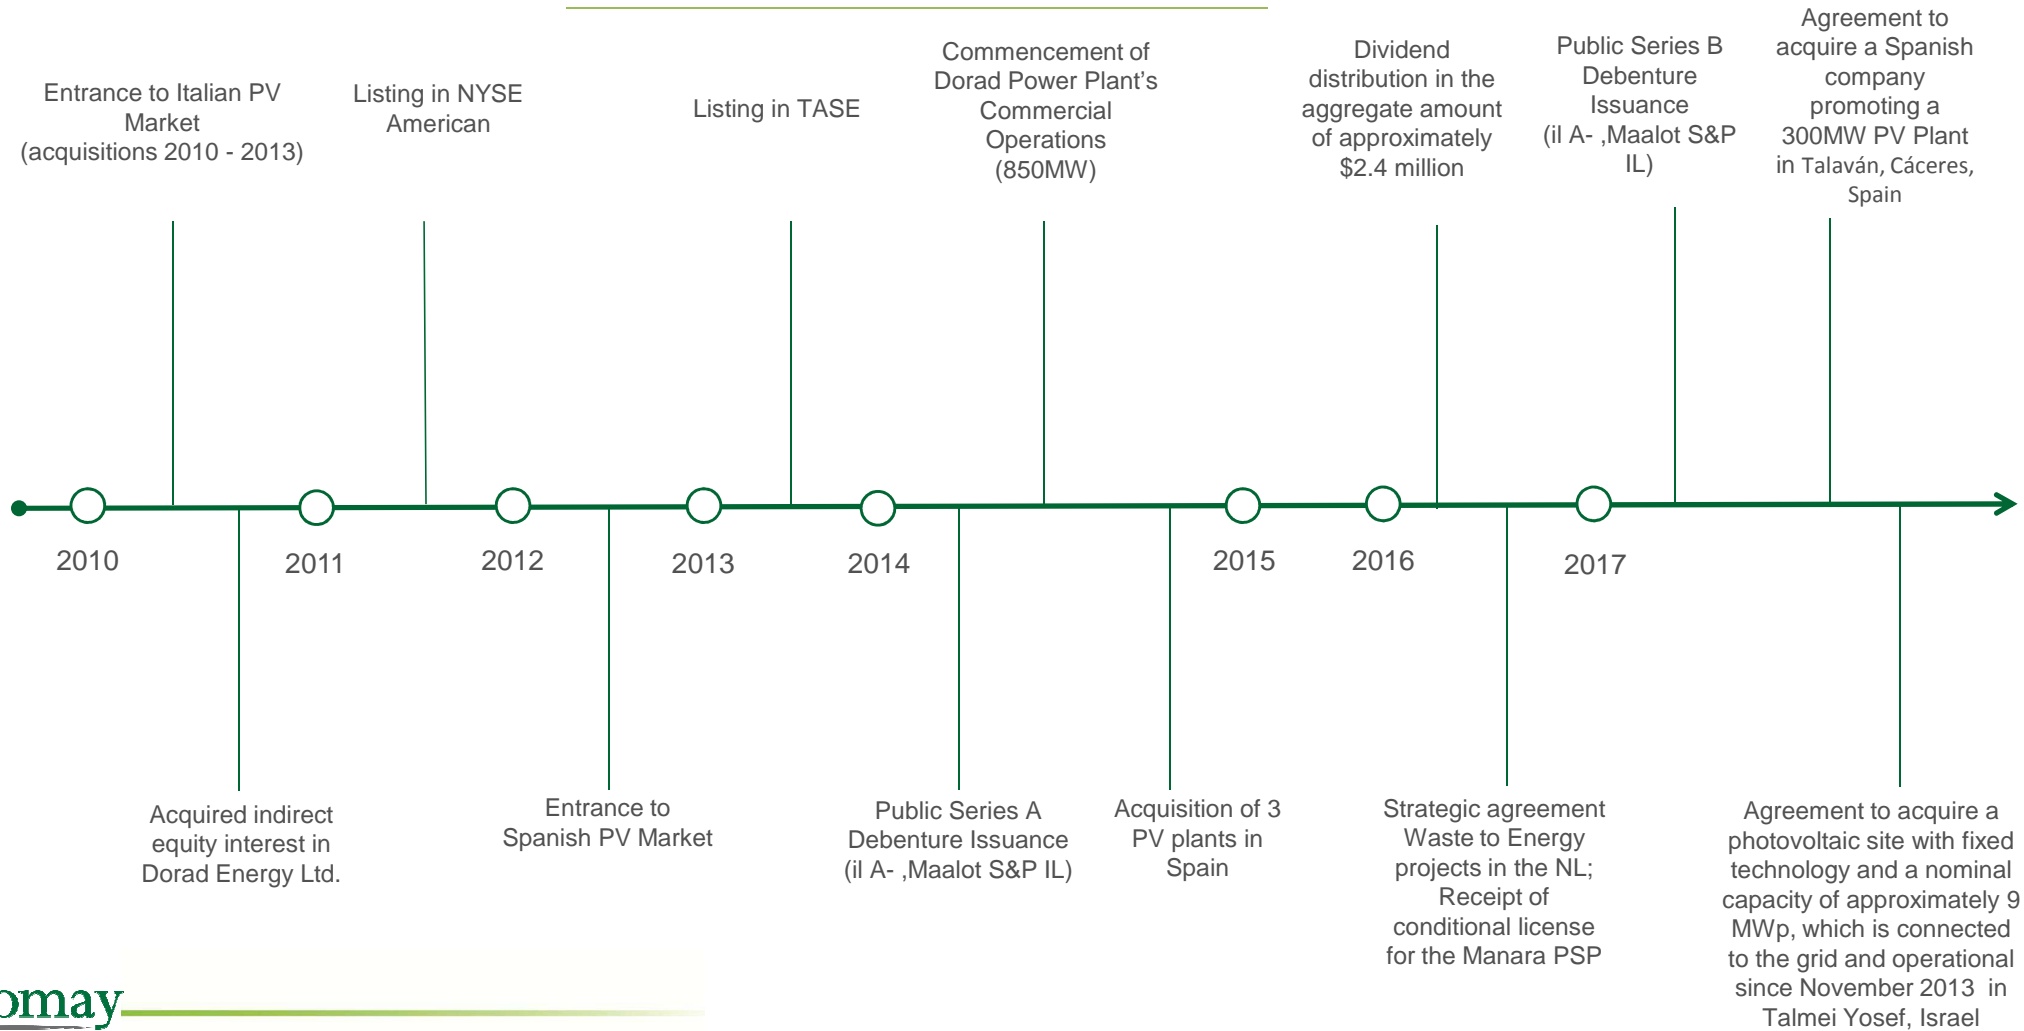 Entrance to Italian PV
Market
(acquisitions 2010 - 2013)
Listing in NYSE
American
Listing in TASE
Commencement of
Dorad Power Plant's
Commercial
Operations
(850MW)
Dividend
distribution in the
aggregate amount
of approximately
$2.4 million
Public Series B
Debenture
Issuance
(il A- ,Maalot S&P
IL)
Agreement to
acquire a Spanish
company
promoting a
300MW PV Plant
in Talaván, Cáceres,
Spain
2010
2011
2012
2013
2014
2015
2016
2017
Acquired indirect
equity interest in
Dorad Energy Ltd.
Entrance to
Spanish PV Market
Public Series A
Debenture Issuance
(il A- ,Maalot S&P IL)
Acquisition of 3
PV plants in
Spain
Strategic agreement
Waste to Energy
projects in the NL;
Receipt of
conditional license
for the Manara PSP
Agreement to acquire a
photovoltaic site with fixed
technology and a nominal
capacity of approximately 9
MWp, which is connected
to the grid and operational
since November 2013 in
Talmei Yosef, Israel
omay